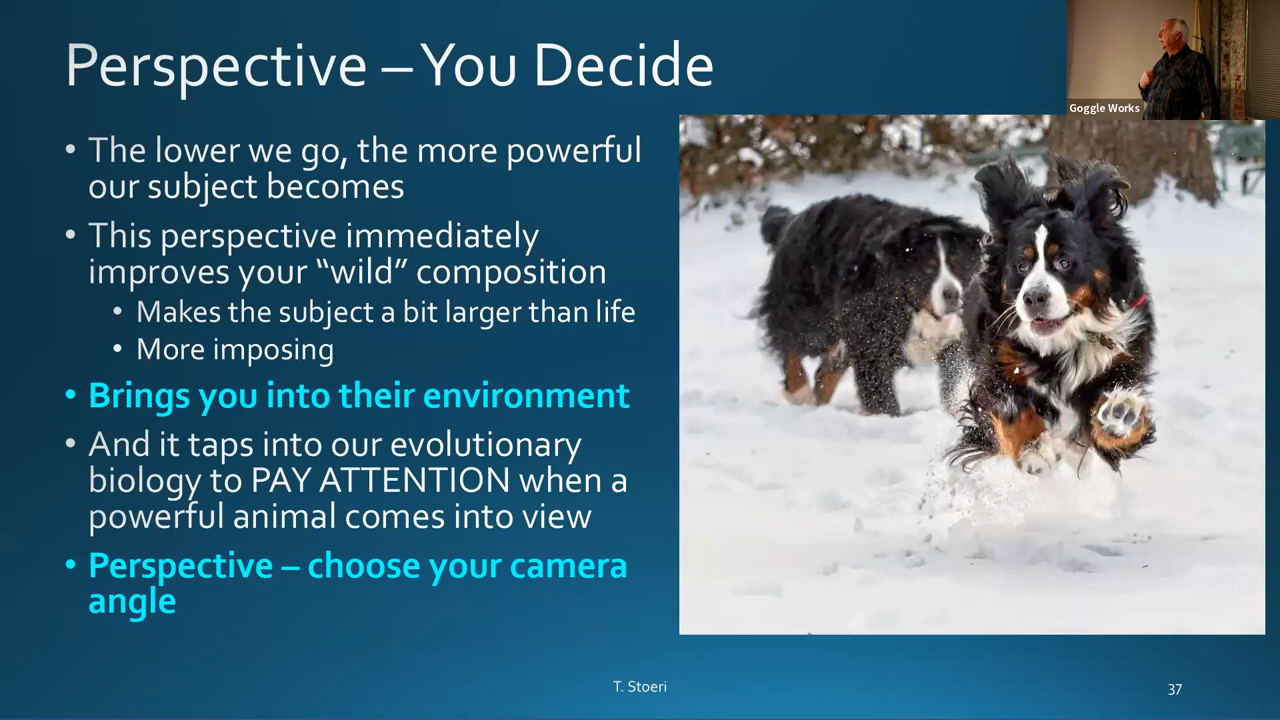 Perspective – You Decide
Goggle Works
• The lower we go, the more powerful
our subject becomes
• This perspective immediately
improves your “wild” composition
• Makes the subject a bit larger than life
• More imposing
• Brings you into their environment
• And it taps into our evolutionary
biology to PAY ATTENTION when a
powerful animal comes into view
• Perspective – choose your camera
angle
T. Stoeri
37